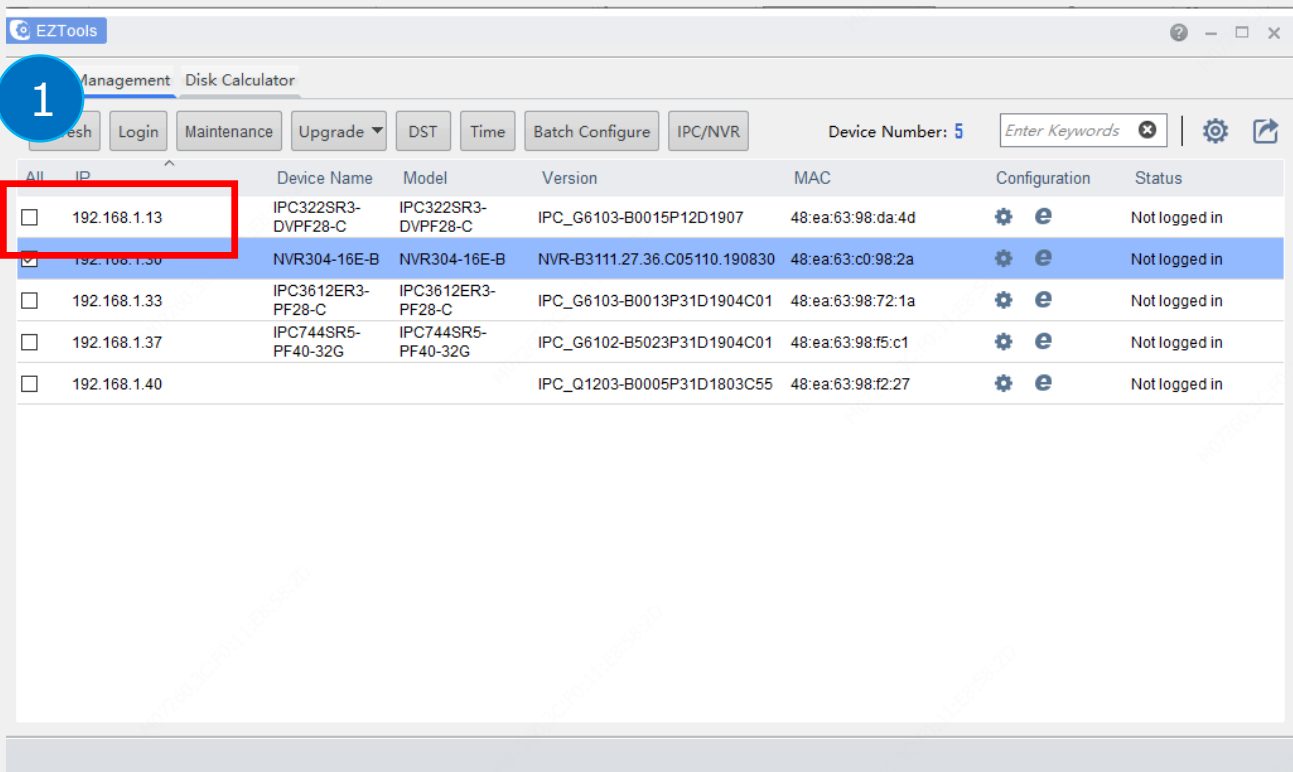 EZTools
1
Management Disk Calculator
esh Login Maintenance Upgrade DST Time Batch Configure IPC/NVR Device Number: 5 Enter Keywords
All IP Device Name Model Version MAC Configuration Status
192.168.1.13 IPC322SR3-DVPF28-C IPC322SR3-DVPF28-C IPC_G6103-B0015P12D1907 48:ea:63:98:da:4d Not logged in
192.168.1.30 NVR304-16E-B NVR304-16E-B NVR-B3111.27.36.C05110.190830 48:ea:63:c0:98:2a Not logged in
192.168.1.33 IPC3612ER3-PF28-C IPC3612ER3-PF28-C IPC_G6103-B0013P31D1904C01 48:ea:63:98:72:1a Not logged in
192.168.1.37 IPC744SR5-PF40-32G IPC744SR5-PF40-32G IPC_G6102-B5023P31D1904C01 48:ea:63:98:f5:c1 Not logged in
192.168.1.40 IPC_Q1203-B0005P31D1803C55 48:ea:63:98:f2:27 Not logged in